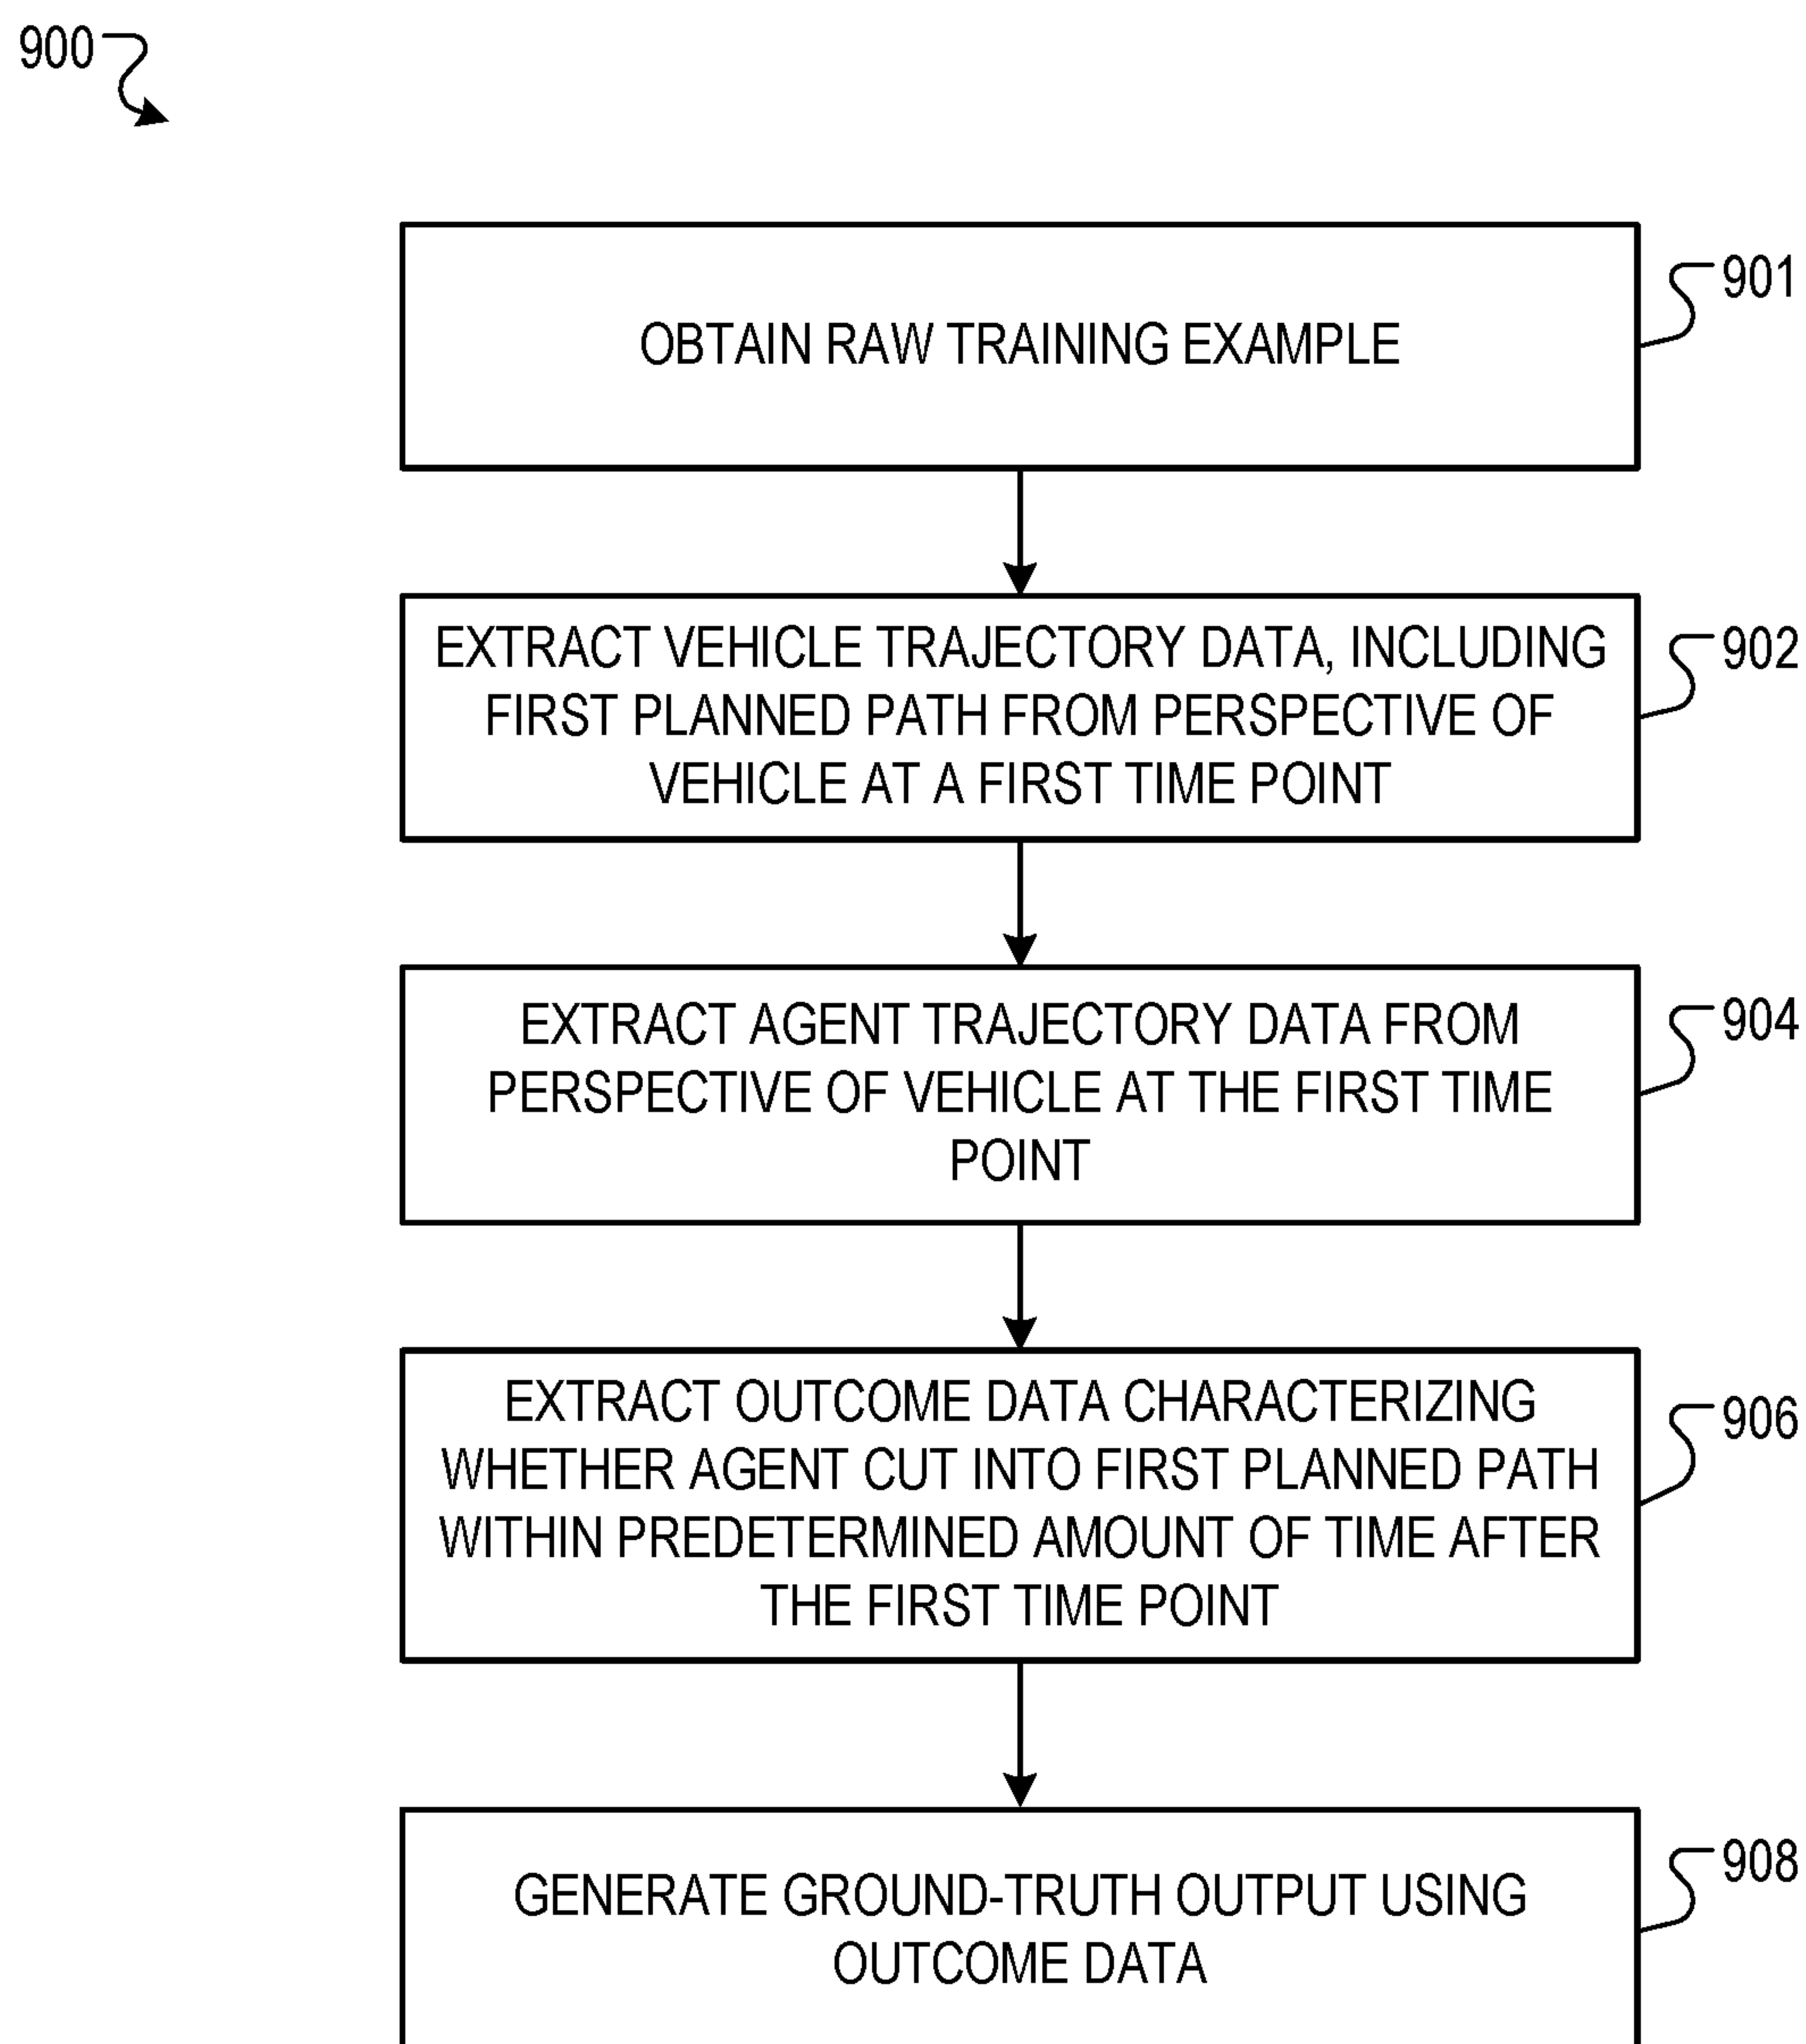 900
OBTAIN RAW TRAINING EXAMPLE
901
EXTRACT VEHICLE TRAJECTORY DATA, INCLUDING
FIRST PLANNED PATH FROM PERSPECTIVE OF
VEHICLE AT A FIRST TIME POINT
902
EXTRACT AGENT TRAJECTORY DATA FROM
PERSPECTIVE OF VEHICLE AT THE FIRST TIME
POINT
904
EXTRACT OUTCOME DATA CHARACTERIZING
WHETHER AGENT CUT INTO FIRST PLANNED PATH
WITHIN PREDETERMINED AMOUNT OF TIME AFTER
THE FIRST TIME POINT
906
GENERATE GROUND-TRUTH OUTPUT USING
OUTCOME DATA
908